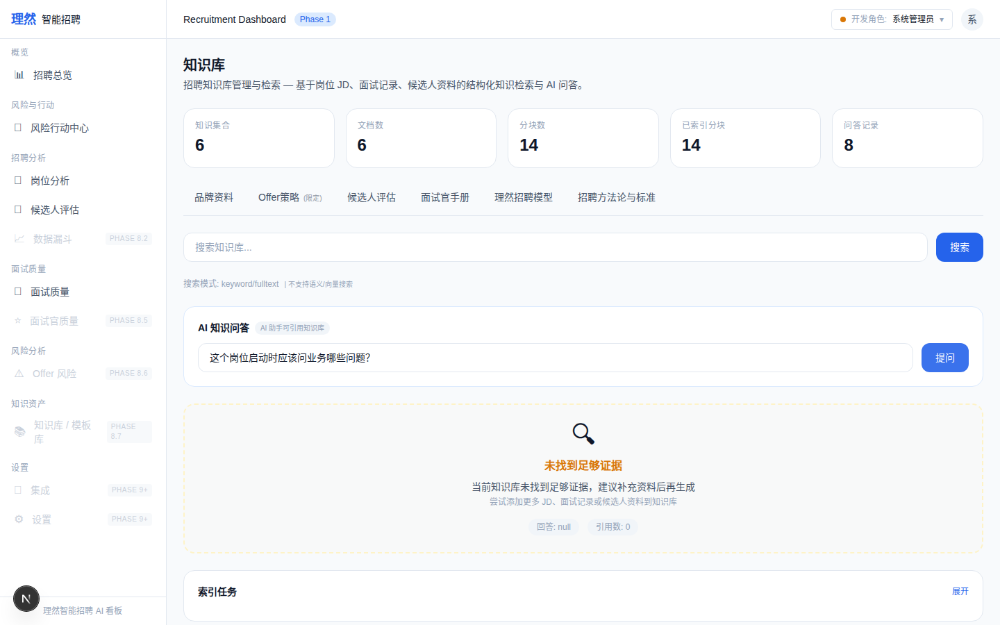 理然 智能招聘
Recruitment Dashboard Phase 1
开发角色: 系统管理员 ▾
系
概览
招聘总览
风险与行动
风险行动中心
招聘分析
岗位分析
候选人评估
数据漏斗 PHASE 8.2
面试质量
面试质量
面试官质量 PHASE 8.5
风险分析
Offer 风险 PHASE 8.6
知识资产
知识库 / 模板
库
PHASE
8.7
设置
集成 PHASE 9+
设置 PHASE 9+
N
理然智能招聘 AI 看板
知识库
招聘知识库管理与检索 — 基于岗位 JD、面试记录、候选人资料的结构化知识检索与 AI 问答。
知识集合
6
文档数
6
分块数
14
已索引分块
14
问答记录
8
品牌资料 Offer策略 (限定) 候选人评估 面试官手册 理然招聘模型 招聘方法论与标准
搜索知识库... 搜索
搜索模式: keyword/fulltext | 不支持语义/向量搜索
AI 知识问答 AI 助手可引用知识库
这个岗位启动时应该问业务哪些问题? 提问
未找到足够证据
当前知识库未找到足够证据，建议补充资料后再生成
尝试添加更多 JD、面试记录或候选人资料到知识库
回答: null 引用数: 0
索引任务 展开